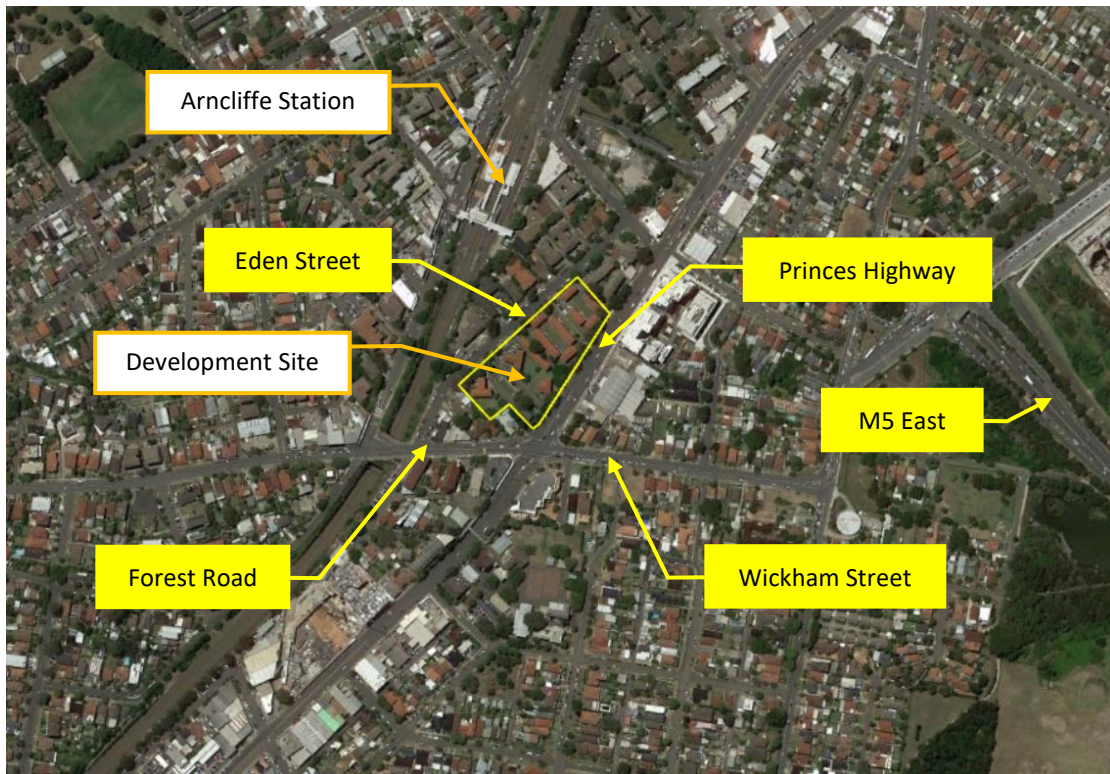 Arncliffe Station
Eden Street
Princes Highway
Development Site
M5 East
Forest Road
Wickham Street